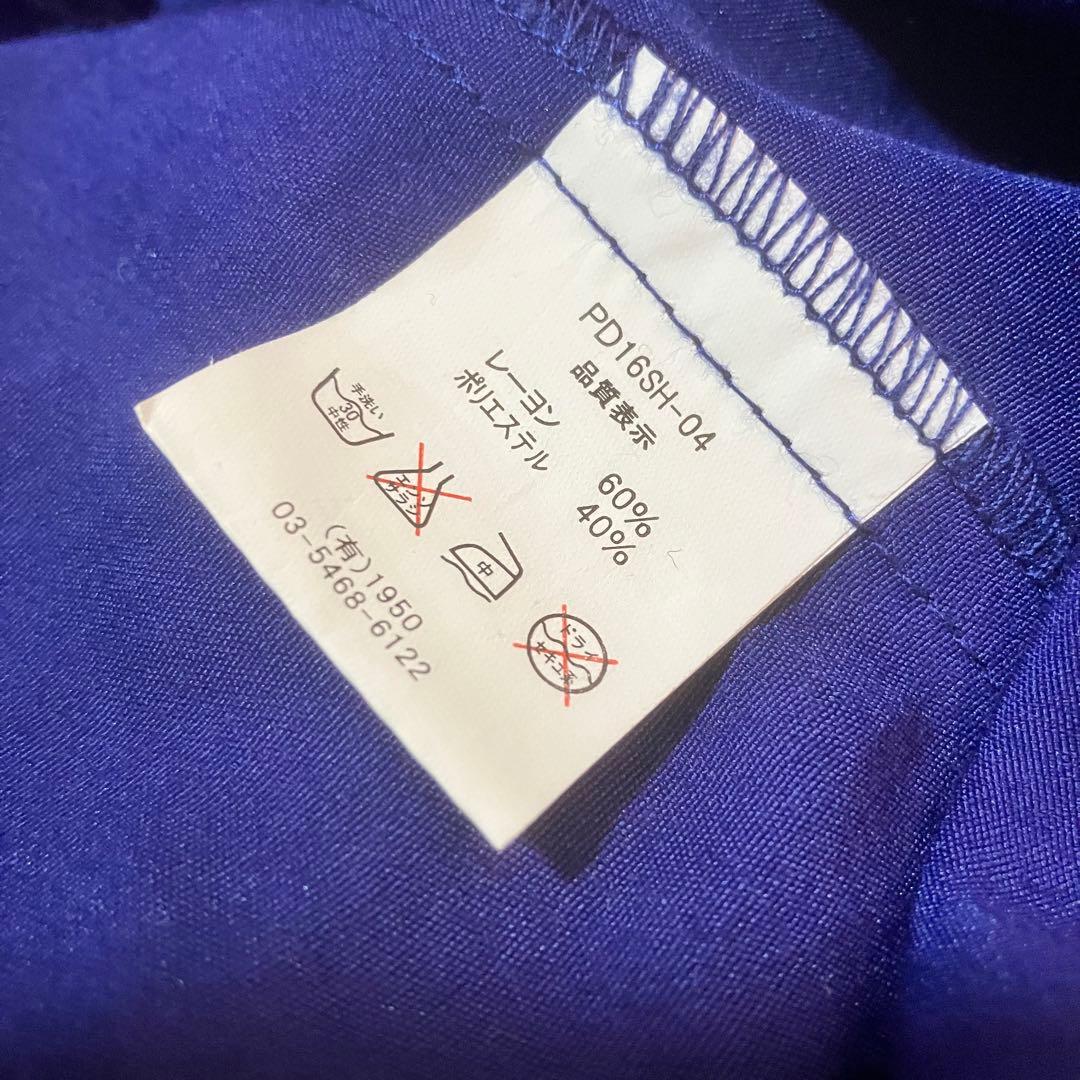 PD16SH-04
品質表示
レーヨン 60%
ポリエステル 40%
手洗い
30
中性
エンソ
サラシ
中
ドライ
セキユ系
(有)1950
03-5468-6122